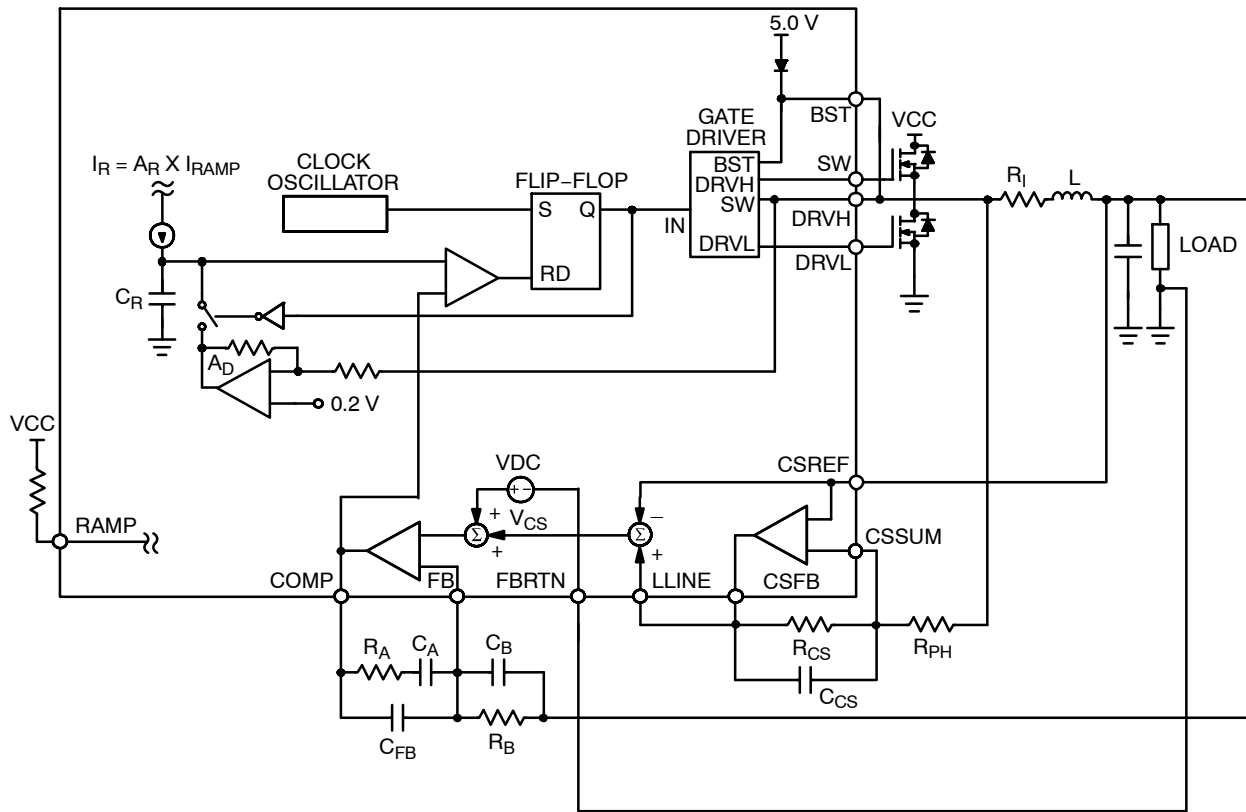 5.0 V
BST
VCC
GATE
DRIVER
BST
DRVH
SW
DRVL
IN
SW
DRVH
DRVL
R_I
L
LOAD
I_R = A_R X I_RAMP
CLOCK
OSCILLATOR
FLIP–FLOP
S
Q
RD
C_R
A_D
0.2 V
VCC
RAMP
VDC
+ –
+
V_CS
Σ
+
–
Σ
+
CSREF
CSSUM
COMP
FB
FBRTN
LLINE
CSFB
R_A
C_A
C_B
R_CS
R_PH
C_CS
C_FB
R_B